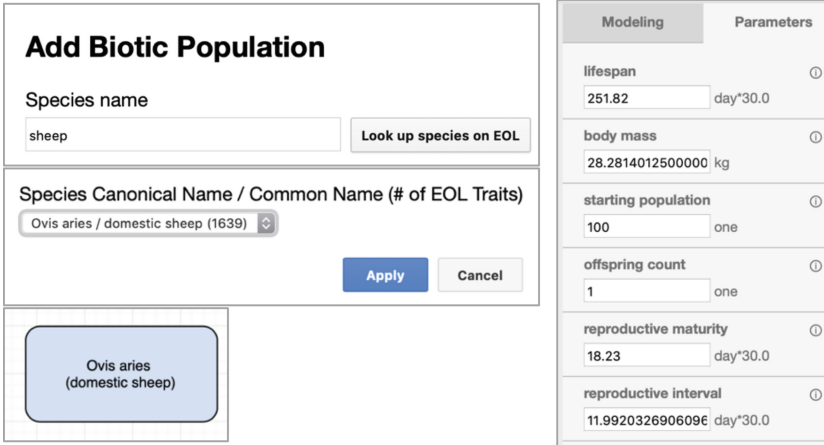 Add Biotic Population
Species name
sheep
Look up species on EOL
Species Canonical Name / Common Name (# of EOL Traits)
Ovis aries / domestic sheep (1639)
Apply Cancel
Ovis aries
(domestic sheep)
Modeling Parameters
lifespan
251.82 day*30.0
body mass
28.2814012500000 kg
starting population
100 one
offspring count
1 one
reproductive maturity
18.23 day*30.0
reproductive interval
11.9920326906096 day*30.0